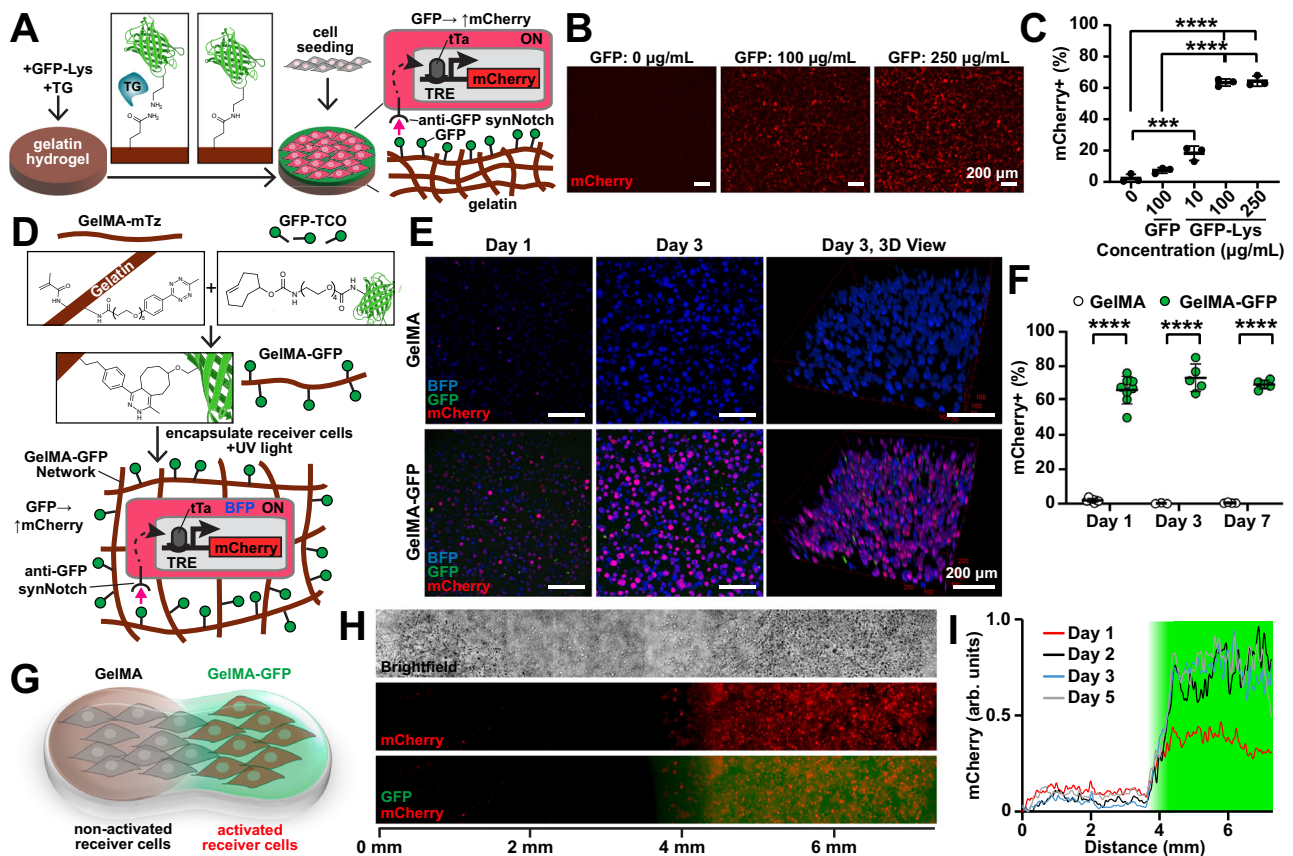 A
+GFP-Lys
+TG
gelatin
hydrogel
TG
NH₂
O
NH₂
O
NH
cell
seeding
GFP→ ↑mCherry
tTa
ON
TRE
mCherry
anti-GFP synNotch
GFP
gelatin
B
GFP: 0 µg/mL
GFP: 100 µg/mL
GFP: 250 µg/mL
mCherry
200 µm
C
mCherry+ (%)
100
80
60
40
20
0
****
****
***
0
100
10
100
250
GFP
GFP-Lys
Concentration (µg/mL)
D
GelMA-mTz
GFP-TCO
Gelatin
+
GelMA-GFP
encapsulate receiver cells
+UV light
GelMA-GFP
Network
GFP→
↑mCherry
tTa BFP ON
TRE
mCherry
anti-GFP
synNotch
E
Day 1
Day 3
Day 3, 3D View
GelMA
BFP
GFP
mCherry
GelMA-GFP
BFP
GFP
mCherry
200 µm
F
GelMA
GelMA-GFP
mCherry+ (%)
100
80
60
40
20
0
****
****
****
Day 1
Day 3
Day 7
G
GelMA
GelMA-GFP
non-activated
receiver cells
activated
receiver cells
H
Brightfield
mCherry
GFP
mCherry
0 mm
2 mm
4 mm
6 mm
I
mCherry (arb. units)
1.0
0.5
0
Day 1
Day 2
Day 3
Day 5
0
2
4
6
Distance (mm)